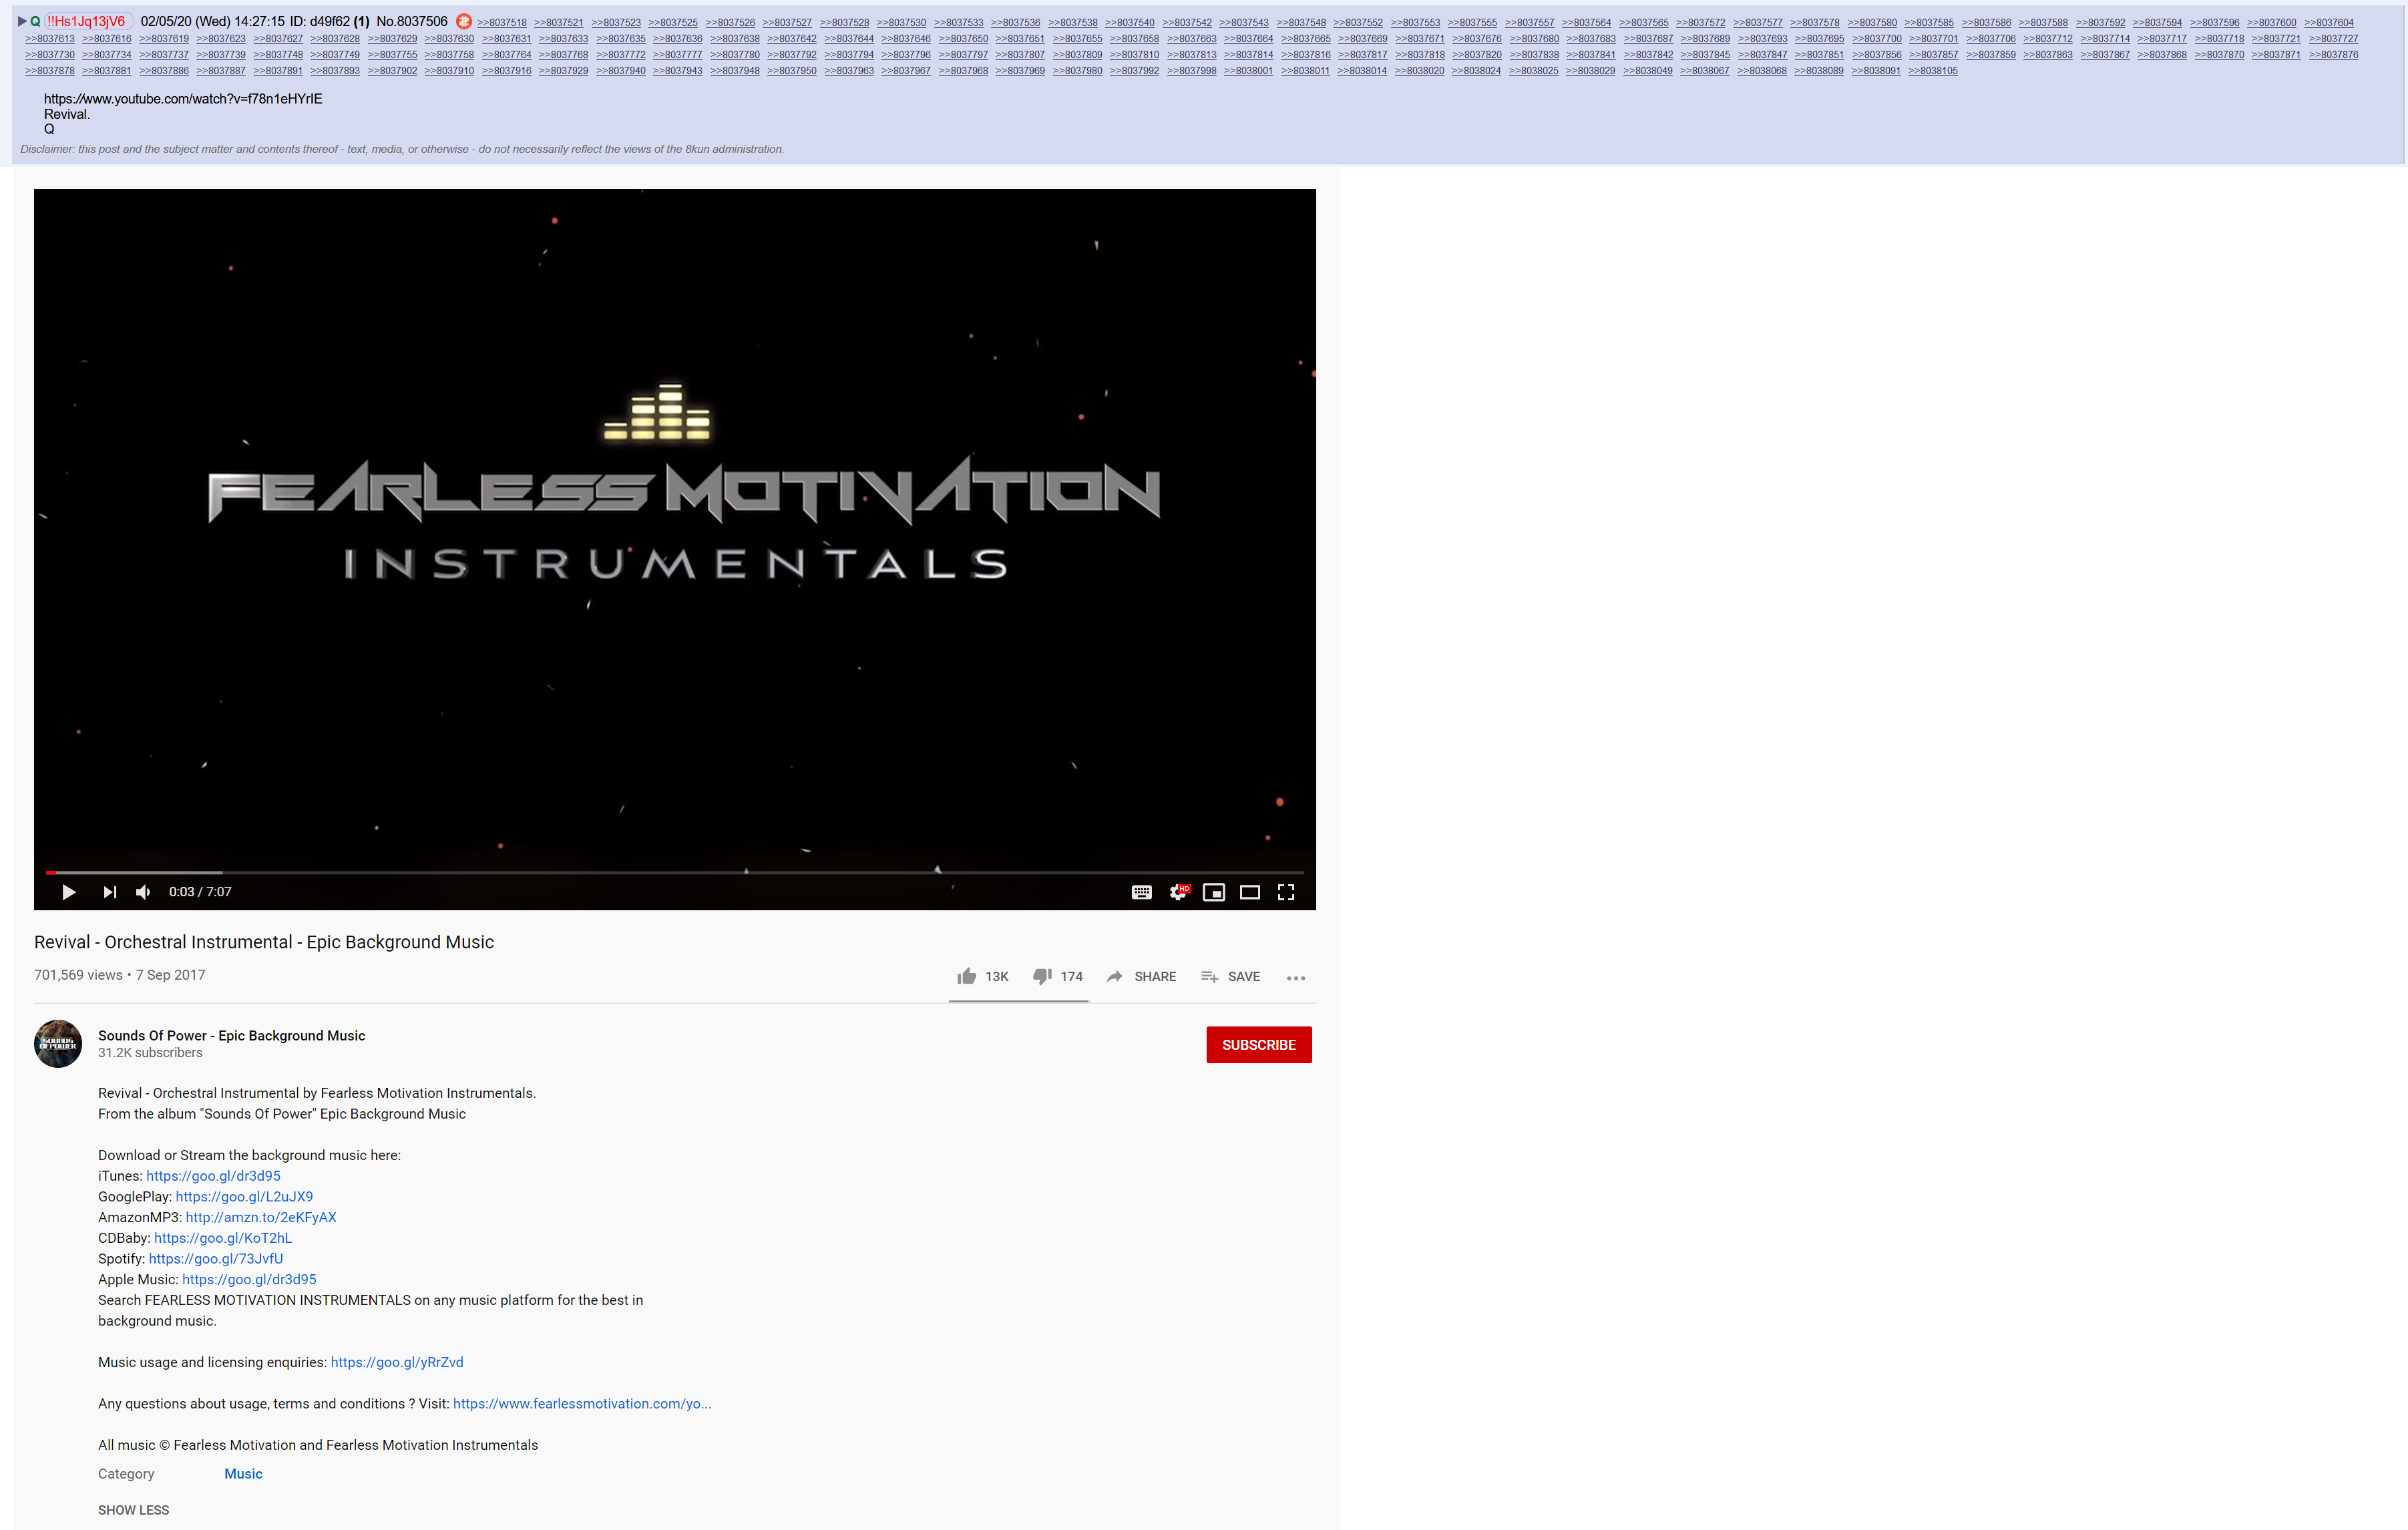 Q !!Hs1Jq13jV6 02/05/20 (Wed) 14:27:15 ID: d49f62 (1) No.8037506 >>8037518 >>8037521 >>8037523 >>8037525 >>8037526 >>8037527 >>8037528 >>8037530 >>8037533 >>8037536 >>8037538 >>8037540 >>8037542 >>8037543 >>8037548 >>8037552 >>8037553 >>8037555 >>8037557 >>8037564 >>8037565 >>8037572 >>8037577 >>8037578 >>8037580 >>8037585 >>8037586 >>8037588 >>8037592 >>8037594 >>8037596 >>8037600 >>8037604
>>8037613 >>8037616 >>8037619 >>8037623 >>8037627 >>8037628 >>8037629 >>8037630 >>8037631 >>8037633 >>8037635 >>8037636 >>8037638 >>8037642 >>8037644 >>8037646 >>8037650 >>8037651 >>8037655 >>8037658 >>8037663 >>8037664 >>8037665 >>8037669 >>8037671 >>8037676 >>8037680 >>8037683 >>8037687 >>8037689 >>8037693 >>8037695 >>8037700 >>8037701 >>8037706 >>8037712 >>8037714 >>8037717 >>8037718 >>8037721 >>8037727
>>8037730 >>8037734 >>8037737 >>8037739 >>8037748 >>8037749 >>8037755 >>8037758 >>8037764 >>8037768 >>8037772 >>8037777 >>8037780 >>8037792 >>8037794 >>8037796 >>8037797 >>8037807 >>8037809 >>8037810 >>8037813 >>8037814 >>8037816 >>8037817 >>8037818 >>8037820 >>8037838 >>8037841 >>8037842 >>8037845 >>8037847 >>8037851 >>8037856 >>8037857 >>8037859 >>8037863 >>8037867 >>8037868 >>8037870 >>8037871 >>8037876
>>8037878 >>8037881 >>8037886 >>8037887 >>8037891 >>8037893 >>8037902 >>8037910 >>8037916 >>8037929 >>8037940 >>8037943 >>8037948 >>8037950 >>8037963 >>8037967 >>8037968 >>8037969 >>8037980 >>8037992 >>8037998 >>8038001 >>8038011 >>8038014 >>8038020 >>8038024 >>8038025 >>8038029 >>8038049 >>8038067 >>8038068 >>8038089 >>8038091 >>8038105
https://www.youtube.com/watch?v=f78n1eHYrIE
Revival.
Q
Disclaimer: this post and the subject matter and contents thereof - text, media, or otherwise - do not necessarily reflect the views of the 8kun administration.
FEARLESS MOTIVATION
INSTRUMENTALS
0:03 / 7:07 HD
Revival - Orchestral Instrumental - Epic Background Music
701,569 views • 7 Sep 2017 13K 174 SHARE SAVE
SOUNDS OF POWER
Sounds Of Power - Epic Background Music
31.2K subscribers
SUBSCRIBE
Revival - Orchestral Instrumental by Fearless Motivation Instrumentals.
From the album "Sounds Of Power" Epic Background Music
Download or Stream the background music here:
iTunes: https://goo.gl/dr3d95
GooglePlay: https://goo.gl/L2uJX9
AmazonMP3: http://amzn.to/2eKFyAX
CDBaby: https://goo.gl/KoT2hL
Spotify: https://goo.gl/73JvfU
Apple Music: https://goo.gl/dr3d95
Search FEARLESS MOTIVATION INSTRUMENTALS on any music platform for the best in
background music.
Music usage and licensing enquiries: https://goo.gl/yRrZvd
Any questions about usage, terms and conditions ? Visit: https://www.fearlessmotivation.com/yo...
All music © Fearless Motivation and Fearless Motivation Instrumentals
Category Music
SHOW LESS